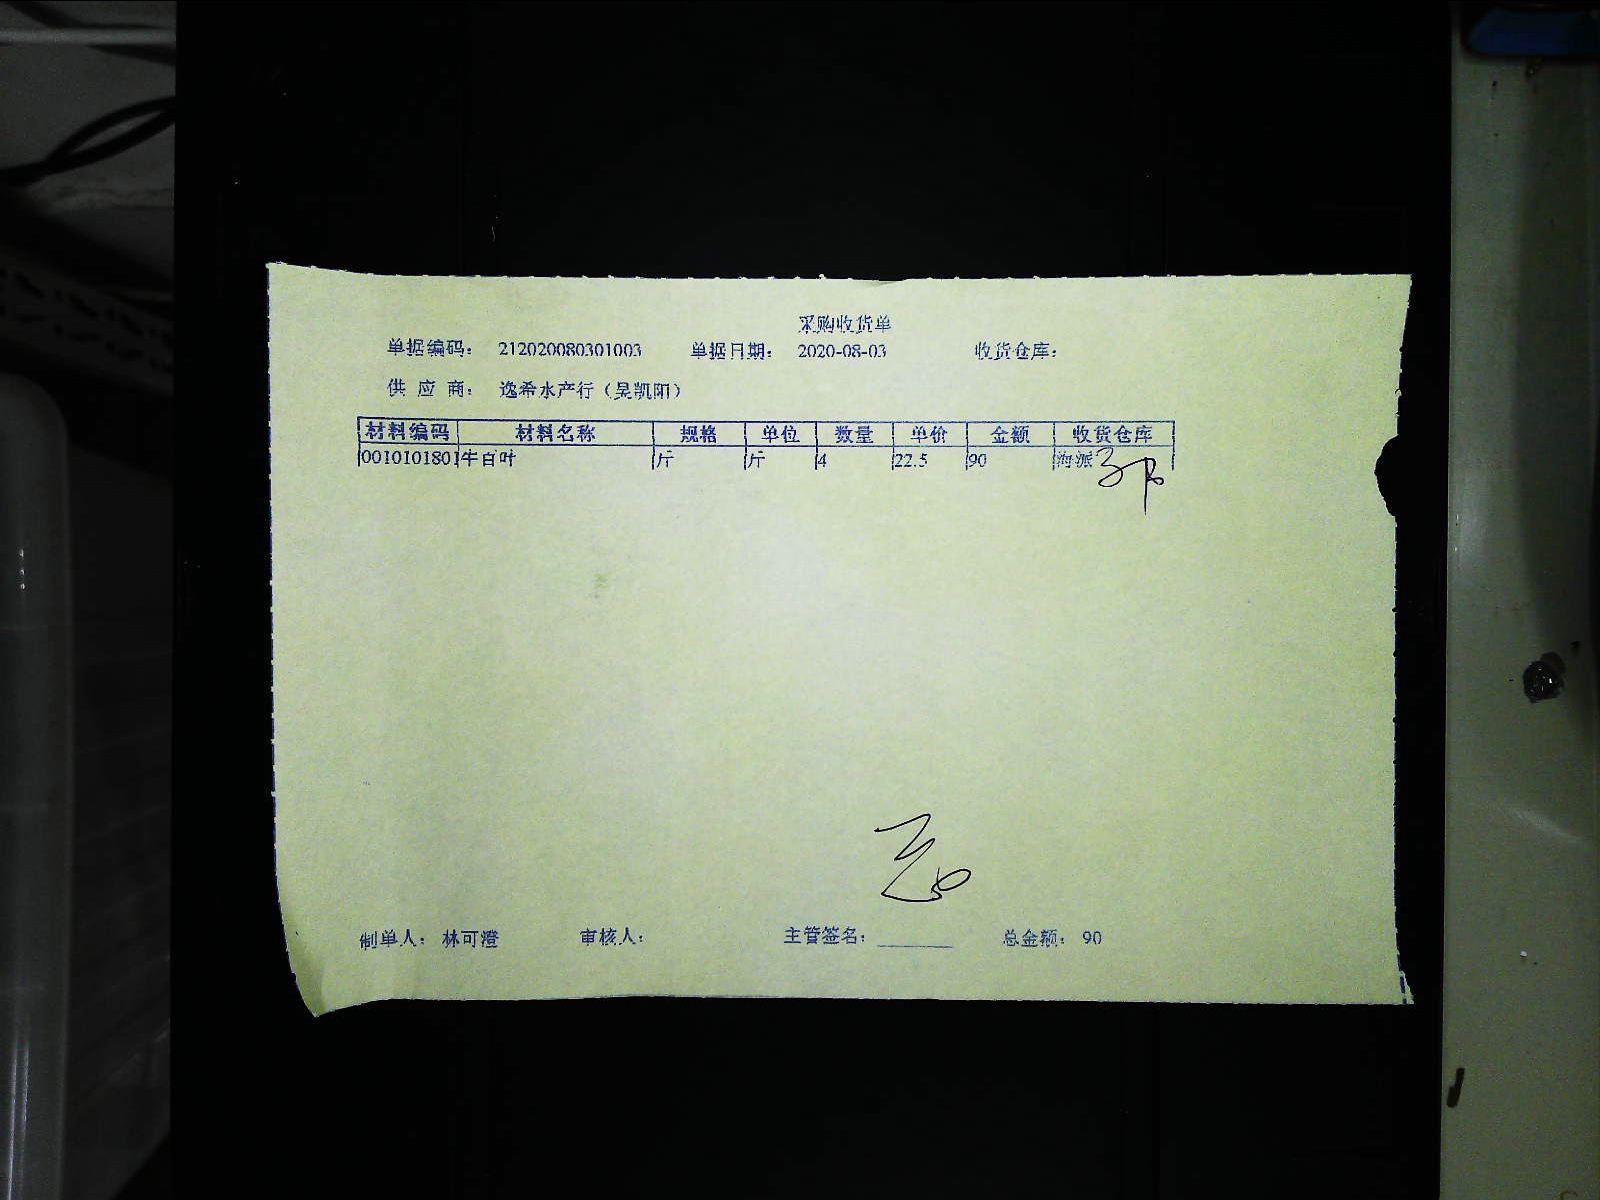 采购收货单
单据编码： 212020080301003 单据日期： 2020-08-03 收货仓库：
供 应 商： 逸希水产行（吴凯阳）
材料编码 材料名称 规格 单位 数量 单价 金额 收货仓库
0010101801 牛百叶 斤 斤 4 22.5 90 海派
制单人： 林可澄 审核人： 主管签名：________ 总金额： 90